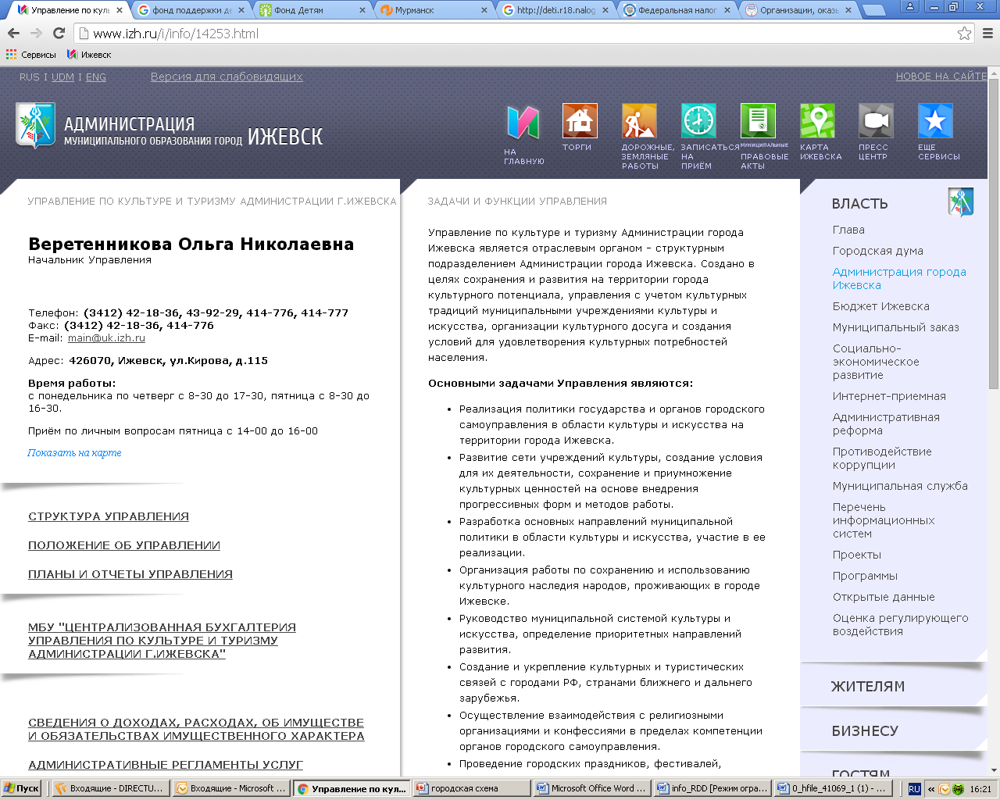 Управление по куль
фонд поддержки де
Фонд Детям
Мурманск
http://deti.r18.nalog
Федеральная налог
Организации, оказы
www.izh.ru/i/info/14253.html
Сервисы
Ижевск
RUS I UDM I ENG
Версия для слабовидящих
НОВОЕ НА САЙТЕ
АДМИНИСТРАЦИЯ
МУНИЦИПАЛЬНОГО ОБРАЗОВАНИЯ ГОРОД ИЖЕВСК
НА
ГЛАВНУЮ
ТОРГИ
ДОРОЖНЫЕ,
ЗЕМЛЯНЫЕ
РАБОТЫ
ЗАПИСАТЬСЯ
НА
ПРИЁМ
МУНИЦИПАЛЬНЫЕ
ПРАВОВЫЕ
АКТЫ
КАРТА
ИЖЕВСКА
ПРЕСС
ЦЕНТР
ЕЩЕ
СЕРВИСЫ
УПРАВЛЕНИЕ ПО КУЛЬТУРЕ И ТУРИЗМУ АДМИНИСТРАЦИИ Г.ИЖЕВСКА
Веретенникова Ольга Николаевна
Начальник Управления
Телефон: (3412) 42-18-36, 43-92-29, 414-776, 414-777
Факс: (3412) 42-18-36, 414-776
E-mail: main@uk.izh.ru
Адрес: 426070, Ижевск, ул.Кирова, д.115
Время работы:
с понедельника по четверг с 8-30 до 17-30, пятница с 8-30 до
16-30.
Приём по личным вопросам пятница с 14-00 до 16-00
Показать на карте
СТРУКТУРА УПРАВЛЕНИЯ
ПОЛОЖЕНИЕ ОБ УПРАВЛЕНИИ
ПЛАНЫ И ОТЧЕТЫ УПРАВЛЕНИЯ
МБУ "ЦЕНТРАЛИЗОВАННАЯ БУХГАЛТЕРИЯ
УПРАВЛЕНИЯ ПО КУЛЬТУРЕ И ТУРИЗМУ
АДМИНИСТРАЦИИ Г.ИЖЕВСКА"
СВЕДЕНИЯ О ДОХОДАХ, РАСХОДАХ, ОБ ИМУЩЕСТВЕ
И ОБЯЗАТЕЛЬСТВАХ ИМУЩЕСТВЕННОГО ХАРАКТЕРА
АДМИНИСТРАТИВНЫЕ РЕГЛАМЕНТЫ УСЛУГ
ЗАДАЧИ И ФУНКЦИИ УПРАВЛЕНИЯ
Управление по культуре и туризму Администрации города
Ижевска является отраслевым органом - структурным
подразделением Администрации города Ижевска. Создано в
целях сохранения и развития на территории города
культурного потенциала, управления с учетом культурных
традиций муниципальными учреждениями культуры и
искусства, организации культурного досуга и создания
условий для удовлетворения культурных потребностей
населения.
Основными задачами Управления являются:
• Реализация политики государства и органов городского
самоуправления в области культуры и искусства на
территории города Ижевска.
• Развитие сети учреждений культуры, создание условия
для их деятельности, сохранение и приумножение
культурных ценностей на основе внедрения
прогрессивных форм и методов работы.
• Разработка основных направлений муниципальной
политики в области культуры и искусства, участие в ее
реализации.
• Организация работы по сохранению и использованию
культурного наследия народов, проживающих в городе
Ижевске.
• Руководство муниципальной системой культуры и
искусства, определение приоритетных направлений
развития.
• Создание и укрепление культурных и туристических
связей с городами РФ, странами ближнего и дальнего
зарубежья.
• Осуществление взаимодействия с религиозными
организациями и конфессиями в пределах компетенции
органов городского самоуправления.
• Проведение городских праздников, фестивалей,
ВЛАСТЬ
Глава
Городская дума
Администрация города
Ижевска
Бюджет Ижевска
Муниципальный заказ
Социально-
экономическое
развитие
Интернет-приемная
Административная
реформа
Противодействие
коррупции
Муниципальная служба
Перечень
информационных
систем
Проекты
Программы
Открытые данные
Оценка регулирующего
воздействия
ЖИТЕЛЯМ
БИЗНЕСУ
ГОСТЯМ
Пуск
Входящие - DIRECTU...
Входящие - Microsoft ...
Управление по кул...
городская схема
Microsoft Office Word ...
info_RDD [Режим огра...
0_hfile_41069_1 (1) - ...
RU
16:21